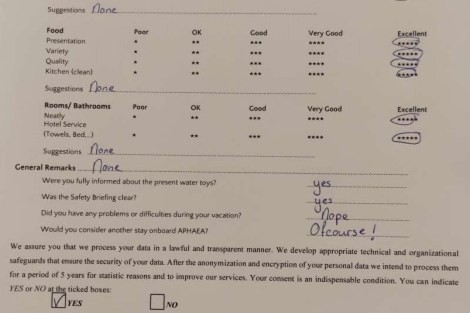 Suggestions None
Food Poor OK Good Very Good Excellent
Presentation * ** *** **** *****
Variety * ** *** **** *****
Quality * ** *** **** *****
Kitchen (clean) * ** *** **** *****
Suggestions None
Rooms/ Bathrooms Poor OK Good Very Good Excellent
Neatly * ** *** **** *****
Hotel Service
(Towels, Bed...) * ** *** **** *****
Suggestions None
General Remarks None
Were you fully informed about the present water toys? yes
Was the Safety Briefing clear? yes
Did you have any problems or difficulties during your vacation? Nope
Would you consider another stay onboard APHAEA? Ofcourse!
We assure you that we process your data in a lawful and transparent manner. We develop appropriate technical and organizational
safeguards that ensure the security of your data. After the anonymization and encryption of your personal data we intend to process them
for a period of 5 years for statistic reasons and to improve our services. Your consent is an indispensable condition. You can indicate
YES or NO at the ticked boxes:
YES NO